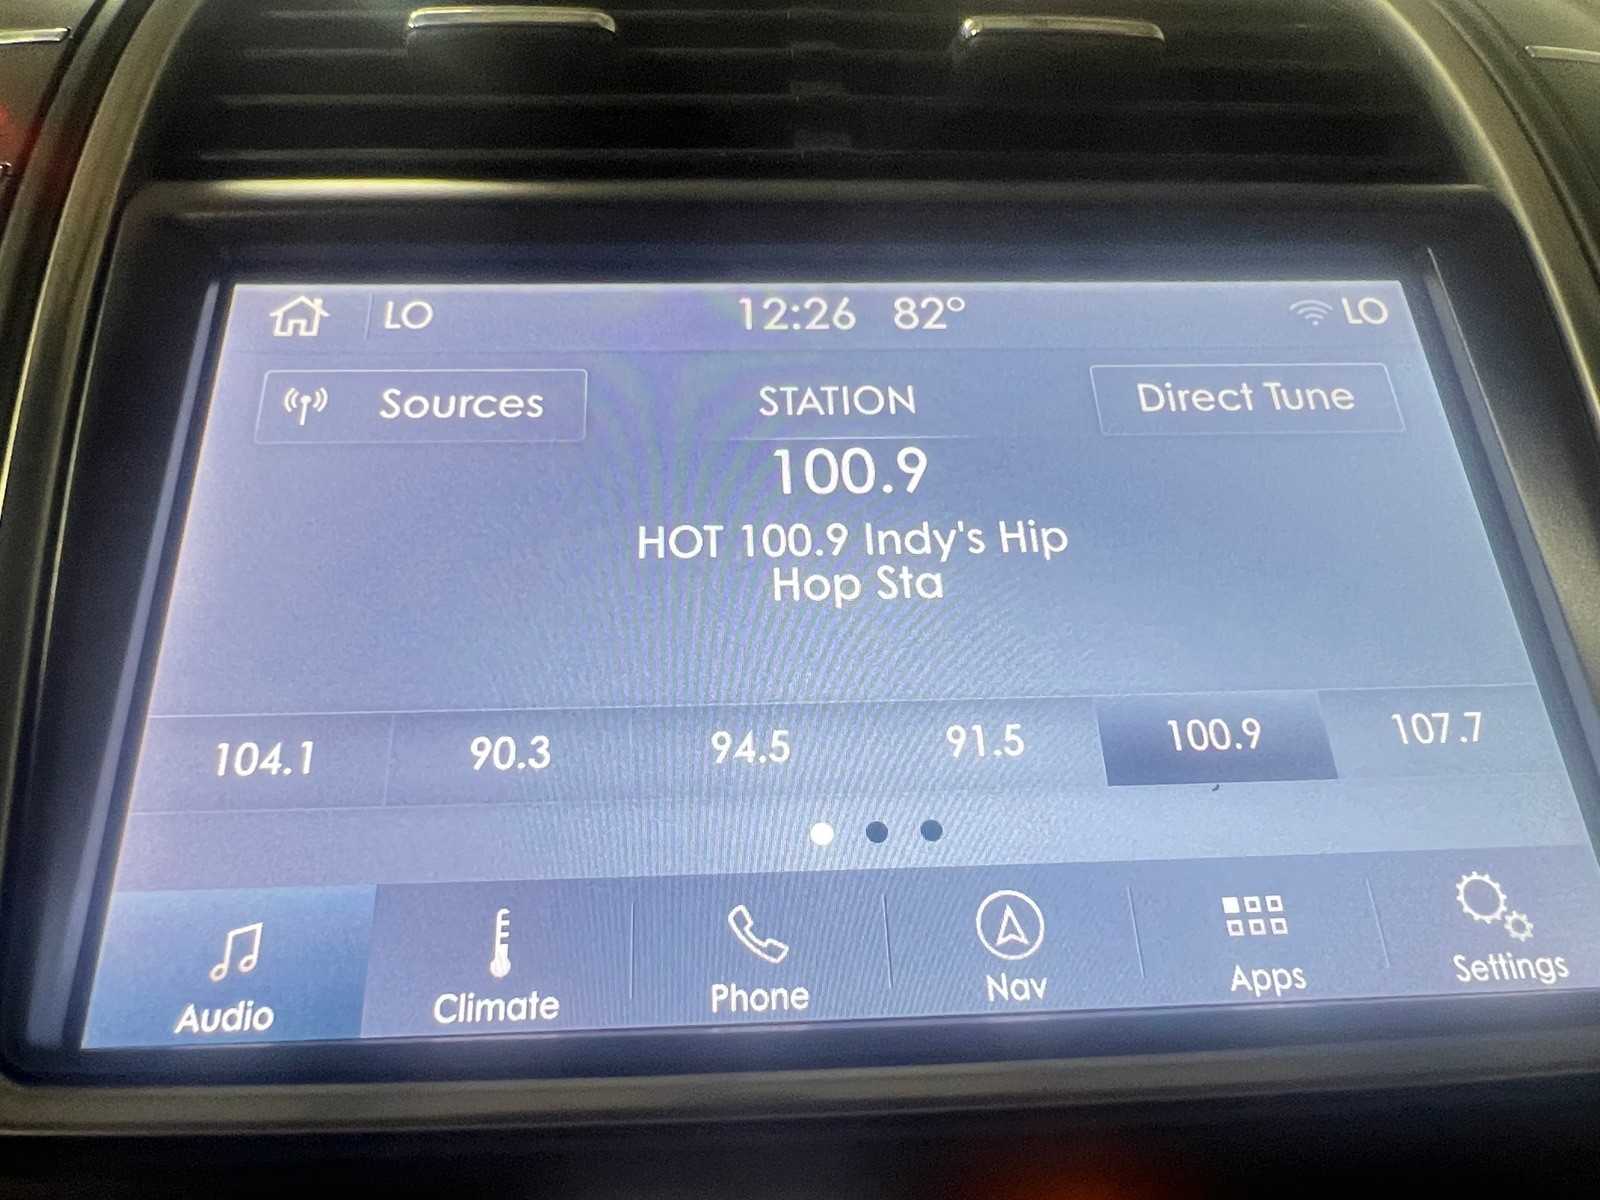 LO 12:26 82° LO
Sources STATION Direct Tune
100.9
HOT 100.9 Indy's Hip
Hop Sta
104.1 90.3 94.5 91.5 100.9 107.7
Audio Climate Phone Nav Apps Settings